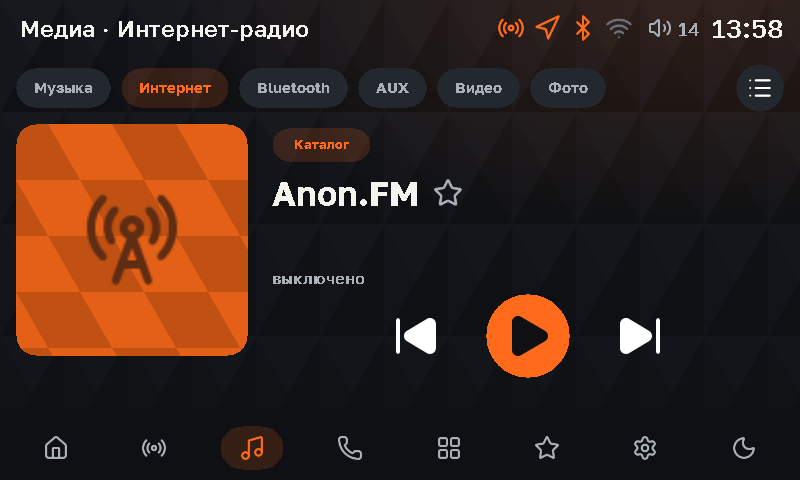 Медиа · Интернет-радио 14 13:58
Музыка Интернет Bluetooth AUX Видео Фото
Каталог
Anon.FM
выключено